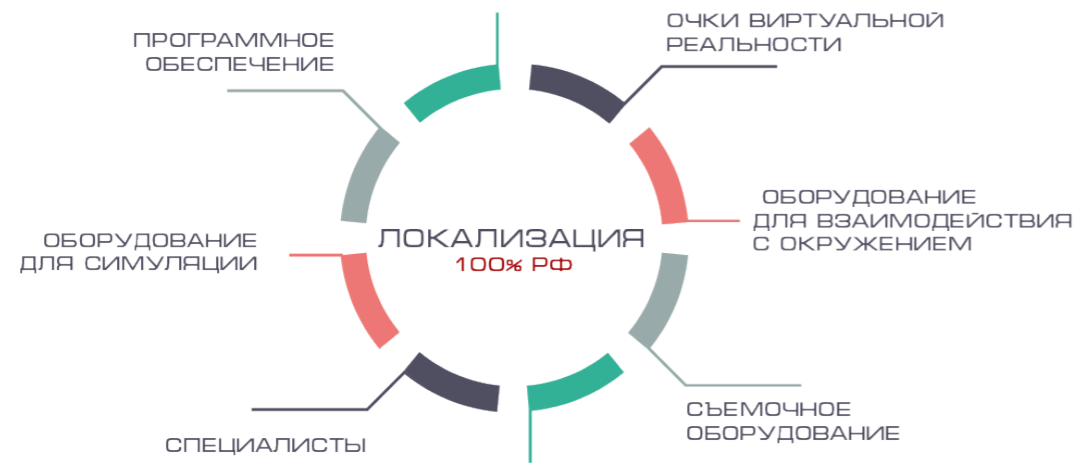 ПРОГРАММНОЕ
ОБЕСПЕЧЕНИЕ
ОЧКИ ВИРТУАЛЬНОЙ
РЕАЛЬНОСТИ
ОБОРУДОВАНИЕ
ДЛЯ ВЗАИМОДЕЙСТВИЯ
С ОКРУЖЕНИЕМ
ОБОРУДОВАНИЕ
ДЛЯ СИМУЛЯЦИИ
ЛОКАЛИЗАЦИЯ
100% РФ
СЪЕМОЧНОЕ
ОБОРУДОВАНИЕ
СПЕЦИАЛИСТЫ